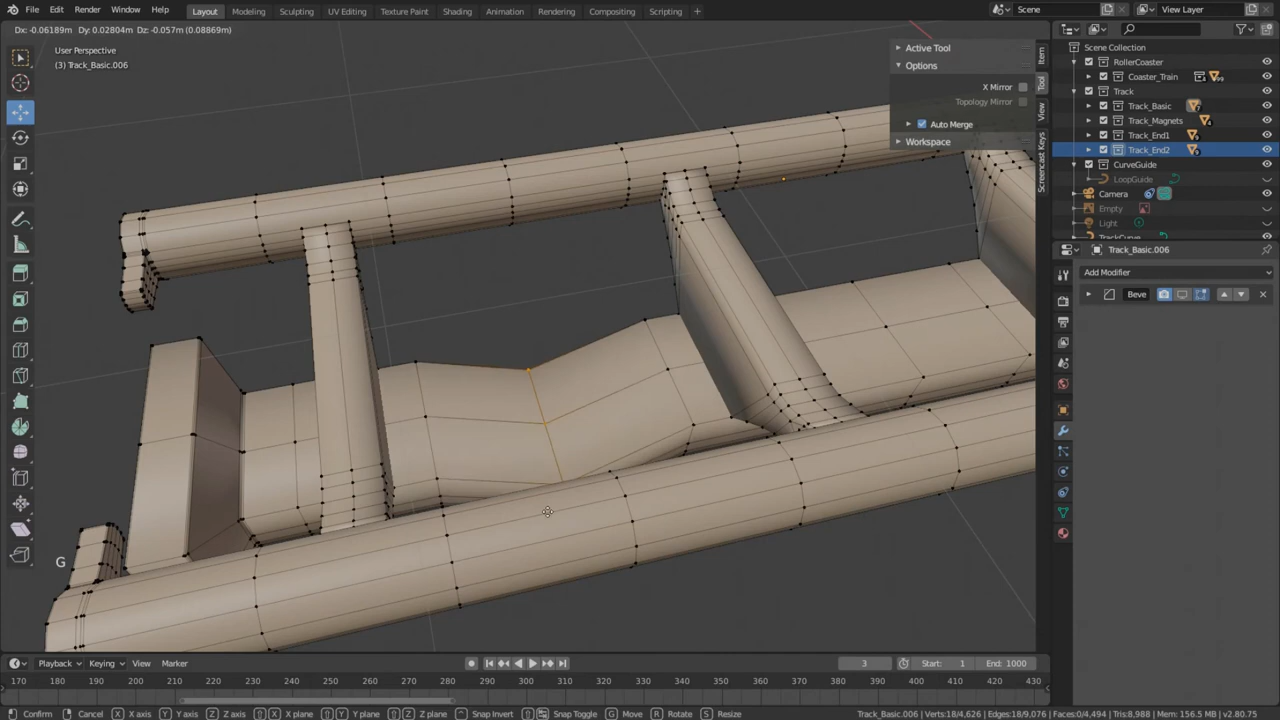 File Edit Render Window Help Layout Modeling Sculpting UV Editing Texture Paint Shading Animation Rendering Compositing Scripting + Scene View Layer
Dx: -0.06189m Dy: 0.02804m Dz: -0.057m (0.08869m)
User Perspective
(3) Track_Basic.006
Active Tool
Options
X Mirror
Topology Mirror
Auto Merge
Workspace
Item
Tool
View
Screencast Keys
Scene Collection
RollerCoaster
Coaster_Train
Track
Track_Basic
Track_Magnets
Track_End1
Track_End2
CurveGuide
LoopGuide
Camera
Empty
Light
TrackCurve
Track_Basic.006
Add Modifier
Beve
G
Playback Keying View Marker 3 Start: 1 End: 1000
170 180 190 200 210 220 230 240 250 260 270 280 290 300 310 320 330 340 350 360 370 380 390 400 410 420 430
Confirm Cancel X X axis Y Y axis Z Z axis X X plane Y Y plane Z Z plane Snap Invert Snap Toggle G Move R Rotate S Resize Track_Basic.006 | Verts:18/4,626 | Edges:18/9,076 | Faces:0/4,494 | Tris:8,988 | Mem: 156.5 MB | v2.80.75